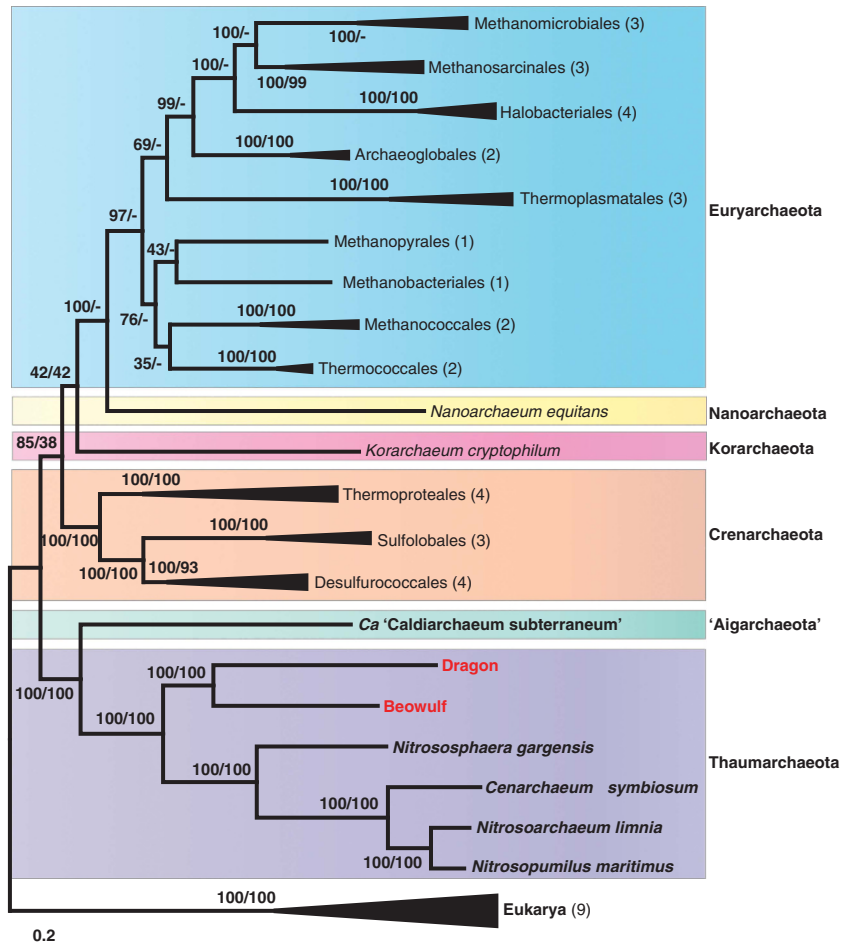 100/-
100/-
Methanomicrobiales (3)
100/-
100/99
Methanosarcinales (3)
99/-
100/100
Halobacteriales (4)
69/-
100/100
Archaeoglobales (2)
100/100
Thermoplasmatales (3)
Euryarchaeota
97/-
43/-
Methanopyrales (1)
Methanobacteriales (1)
100/-
76/-
100/100
Methanococcales (2)
35/-
100/100
Thermococcales (2)
42/42
Nanoarchaeum equitans
Nanoarchaeota
85/38
Korarchaeum cryptophilum
Korarchaeota
100/100
Thermoproteales (4)
100/100
100/100
Sulfolobales (3)
Crenarchaeota
100/100
100/93
Desulfurococcales (4)
Ca ‘Caldiarchaeum subterraneum’
‘Aigarchaeota’
100/100
100/100
Dragon
100/100
Beowulf
100/100
Nitrososphaera gargensis
Thaumarchaeota
100/100
Cenarchaeum symbiosum
Nitrosoarchaeum limnia
100/100
Nitrosopumilus maritimus
100/100
Eukarya (9)
0.2